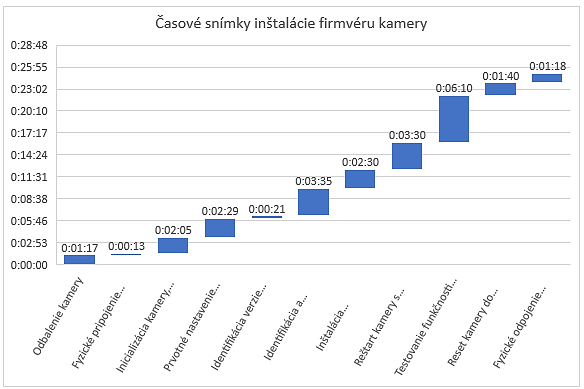 Časové snímky inštalácie firmvéru kamery
0:28:48
0:25:55
0:23:02
0:20:10
0:17:17
0:14:24
0:11:31
0:08:38
0:05:46
0:02:53
0:00:00
0:01:17
0:00:13
0:02:05
0:02:29
0:00:21
0:03:35
0:02:30
0:03:30
0:06:10
0:01:40
0:01:18
Odbalenie kamery
Fyzické pripojenie...
Inicializácia kamery,...
Prvotné nastavenie...
Identifikácia verzie...
Identifikácia a...
Inštalácia...
Reštart kamery s...
Testovanie funkčnosti...
Reset kamery do...
Fyzické odpojenie...